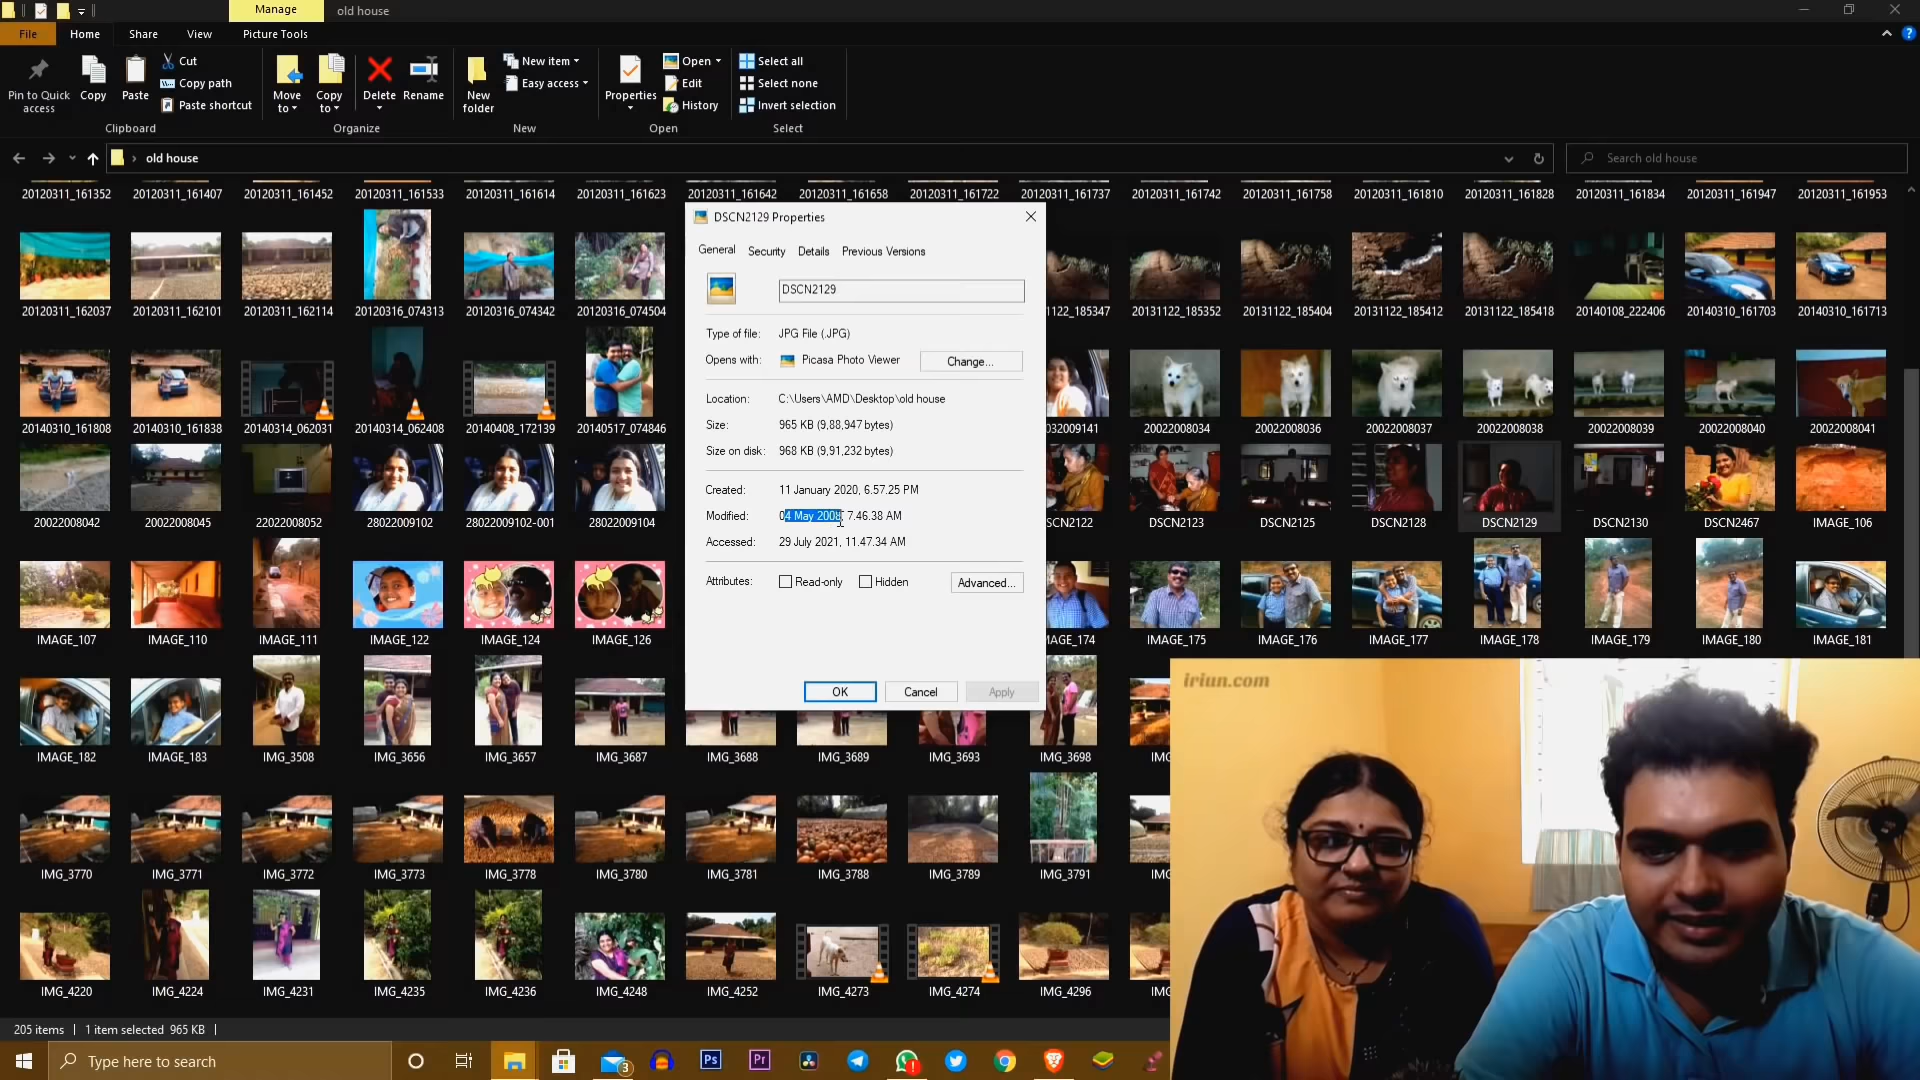 Manage
old house
File
Home
Share
View
Picture Tools
Pin to Quick access
Copy
Paste
Cut
Copy path
Paste shortcut
Clipboard
Move to
Copy to
Delete
Rename
Organize
New folder
New item
Easy access
New
Properties
Open
Edit
History
Open
Select all
Select none
Invert selection
Select
old house
Search old house
20120311_161352 20120311_161407 20120311_161452 20120311_161533 20120311_161614 20120311_161623 20120311_161642 20120311_161658 20120311_161722 20120311_161737 20120311_161742 20120311_161758 20120311_161810 20120311_161828 20120311_161834 20120311_161947 20120311_161953
20120311_162037 20120311_162101 20120311_162114 20120316_074313 20120316_074342 20120316_074504 1122_185347 20131122_185352 20131122_185404 20131122_185412 20131122_185418 20140108_222406 20140310_161703 20140310_161713
20140310_161808 20140310_161838 20140314_062031 20140314_062408 20140408_172139 20140517_074846 032009141 20022008034 20022008036 20022008037 20022008038 20022008039 20022008040 20022008041
20022008042 20022008045 22022008052 28022009102 28022009102-001 28022009104 SCN2122 DSCN2123 DSCN2125 DSCN2128 DSCN2129 DSCN2130 DSCN2467 IMAGE_106
IMAGE_107 IMAGE_110 IMAGE_111 IMAGE_122 IMAGE_124 IMAGE_126 IMAGE_174 IMAGE_175 IMAGE_176 IMAGE_177 IMAGE_178 IMAGE_179 IMAGE_180 IMAGE_181
IMAGE_182 IMAGE_183 IMG_3508 IMG_3656 IMG_3657 IMG_3687 IMG_3688 IMG_3689 IMG_3693 IMG_3698 IMG
IMG_3770 IMG_3771 IMG_3772 IMG_3773 IMG_3778 IMG_3780 IMG_3781 IMG_3788 IMG_3789 IMG_3791 IMG
IMG_4220 IMG_4224 IMG_4231 IMG_4235 IMG_4236 IMG_4248 IMG_4252 IMG_4273 IMG_4274 IMG_4296 IMG
DSCN2129 Properties
General Security Details Previous Versions
DSCN2129
Type of file: JPG File (.JPG)
Opens with: Picasa Photo Viewer Change...
Location: C:\Users\AMD\Desktop\old house
Size: 965 KB (9,88,947 bytes)
Size on disk: 968 KB (9,91,232 bytes)
Created: 11 January 2020, 6.57.25 PM
Modified: 04 May 2008, 7.46.38 AM
Accessed: 29 July 2021, 11.47.34 AM
Attributes: Read-only Hidden Advanced...
OK Cancel Apply
iriun.com
205 items 1 item selected 965 KB
Type here to search
3
Ps
Pr